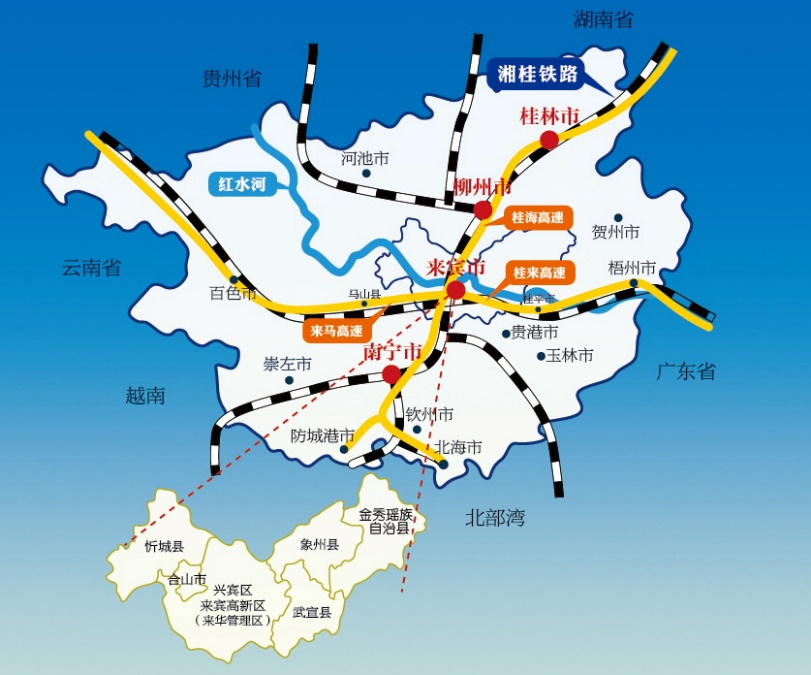 湖南省
贵州省
湘桂铁路
桂林市
河池市
红水河
柳州市
桂海高速
贺州市
云南省
来宾市
桂来高速
梧州市
百色市
马山县
桂平市
来马高速
贵港市
南宁市
玉林市
崇左市
广东省
越南
钦州市
防城港市
北海市
北部湾
金秀瑶族
自治县
忻城县
象州县
合山市
兴宾区
来宾高新区
（来华管理区）
武宣县